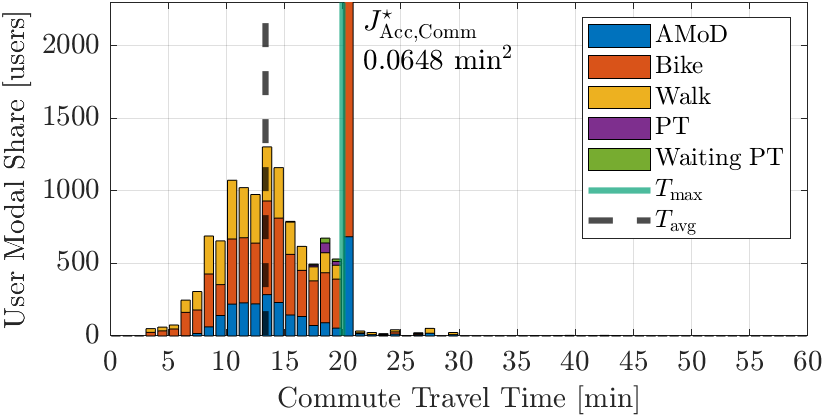 J⋆Acc,Comm
0.0648 min²
AMoD
Bike
Walk
PT
Waiting PT
Tmax
Tavg
User Modal Share [users]
2000
1500
1000
500
0
0 5 10 15 20 25 30 35 40 45 50 55 60
Commute Travel Time [min]